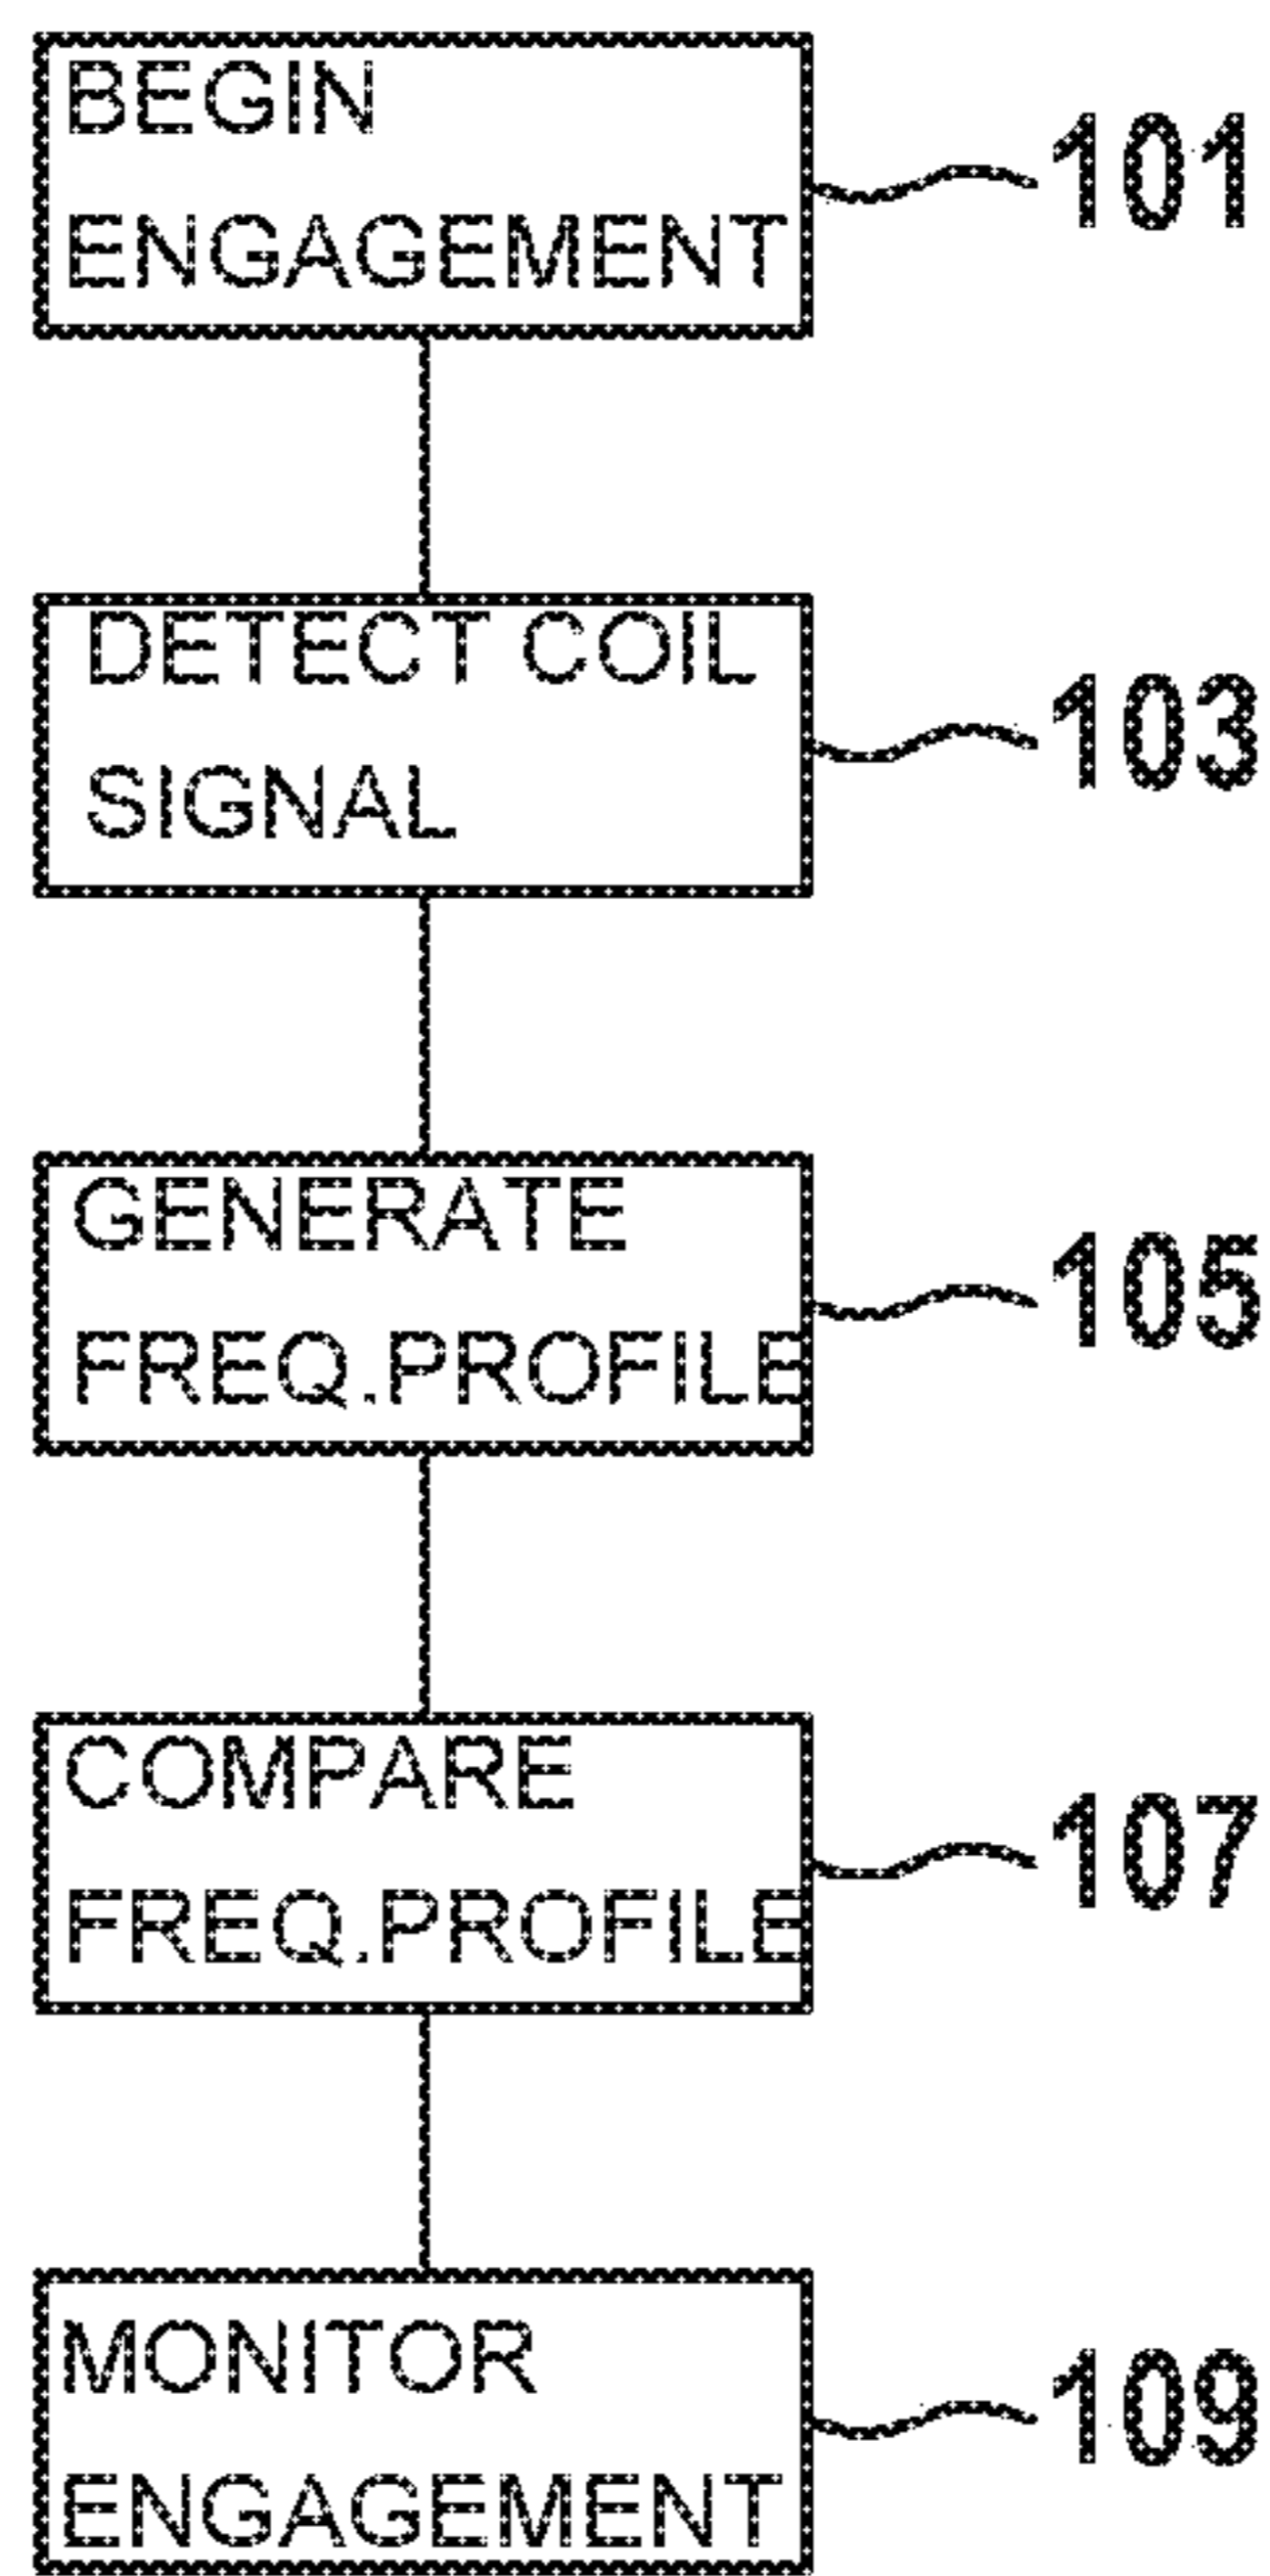 BEGIN
ENGAGEMENT
101
DETECT COIL
SIGNAL
103
GENERATE
FREQ.PROFILE
105
COMPARE
FREQ.PROFILE
107
MONITOR
ENGAGEMENT
109